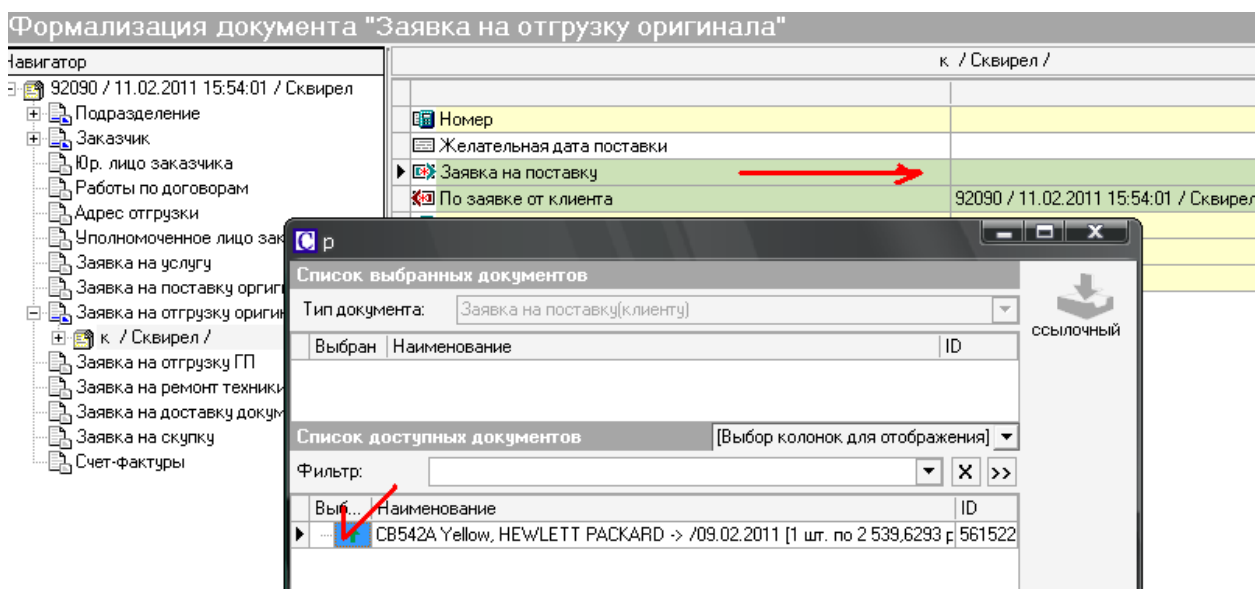 Формализация документа "Заявка на отгрузку оригинала"
Навигатор
92090 / 11.02.2011 15:54:01 / Сквирел
Подразделение
Заказчик
Юр. лицо заказчика
Работы по договорам
Адрес отгрузки
Уполномоченное лицо зак
Заявка на услугу
Заявка на поставку оргиги
Заявка на отгрузку оригин
к / Сквирел /
Заявка на отгрузку ГП
Заявка на ремонт техники
Заявка на доставку докум
Заявка на скупку
Счет-фактуры
к / Сквирел /
Номер
Желательная дата поставки
Заявка на поставку
По заявке от клиента
92090 / 11.02.2011 15:54:01 / Сквирел
р
Список выбранных документов
Тип документа: Заявка на поставку(клиенту)
Выбран Наименование ID
ссылочный
Список доступных документов [Выбор колонок для отображения]
Фильтр: X >>
Выб... Наименование ID
CB542A Yellow, HEWLETT PACKARD -> /09.02.2011 [1 шт. по 2 539,6293 р 561522